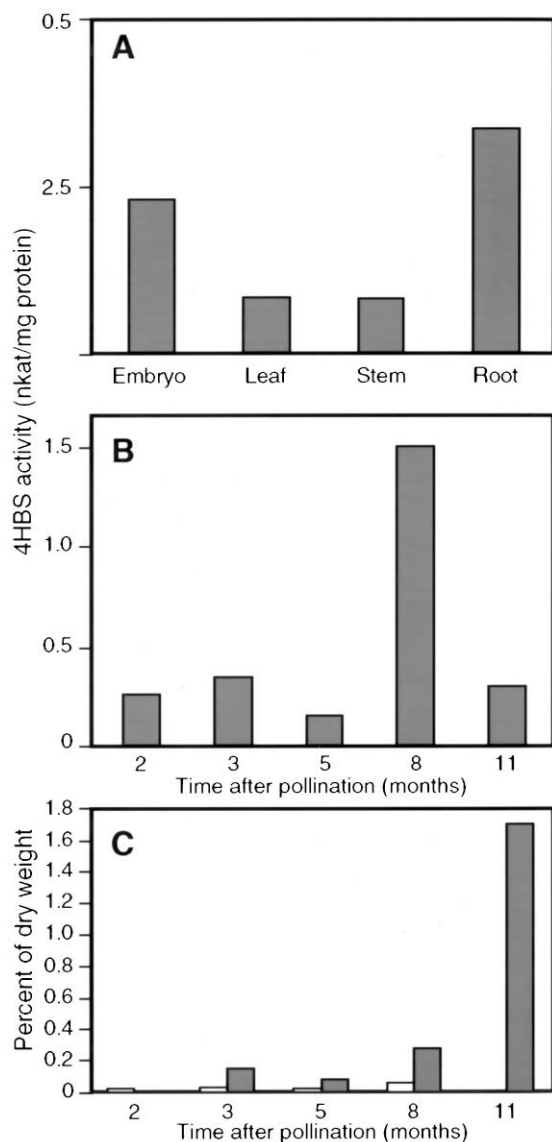 A
0.5
2.5
Embryo Leaf Stem Root
4HBS activity (nkat/mg protein)
B
1.5
1.0
0.5
0
2 3 5 8 11
Time after pollination (months)
C
1.8
1.6
1.4
1.2
1.0
0.8
0.6
0.4
0.2
0
Percent of dry weight
2 3 5 8 11
Time after pollination (months)